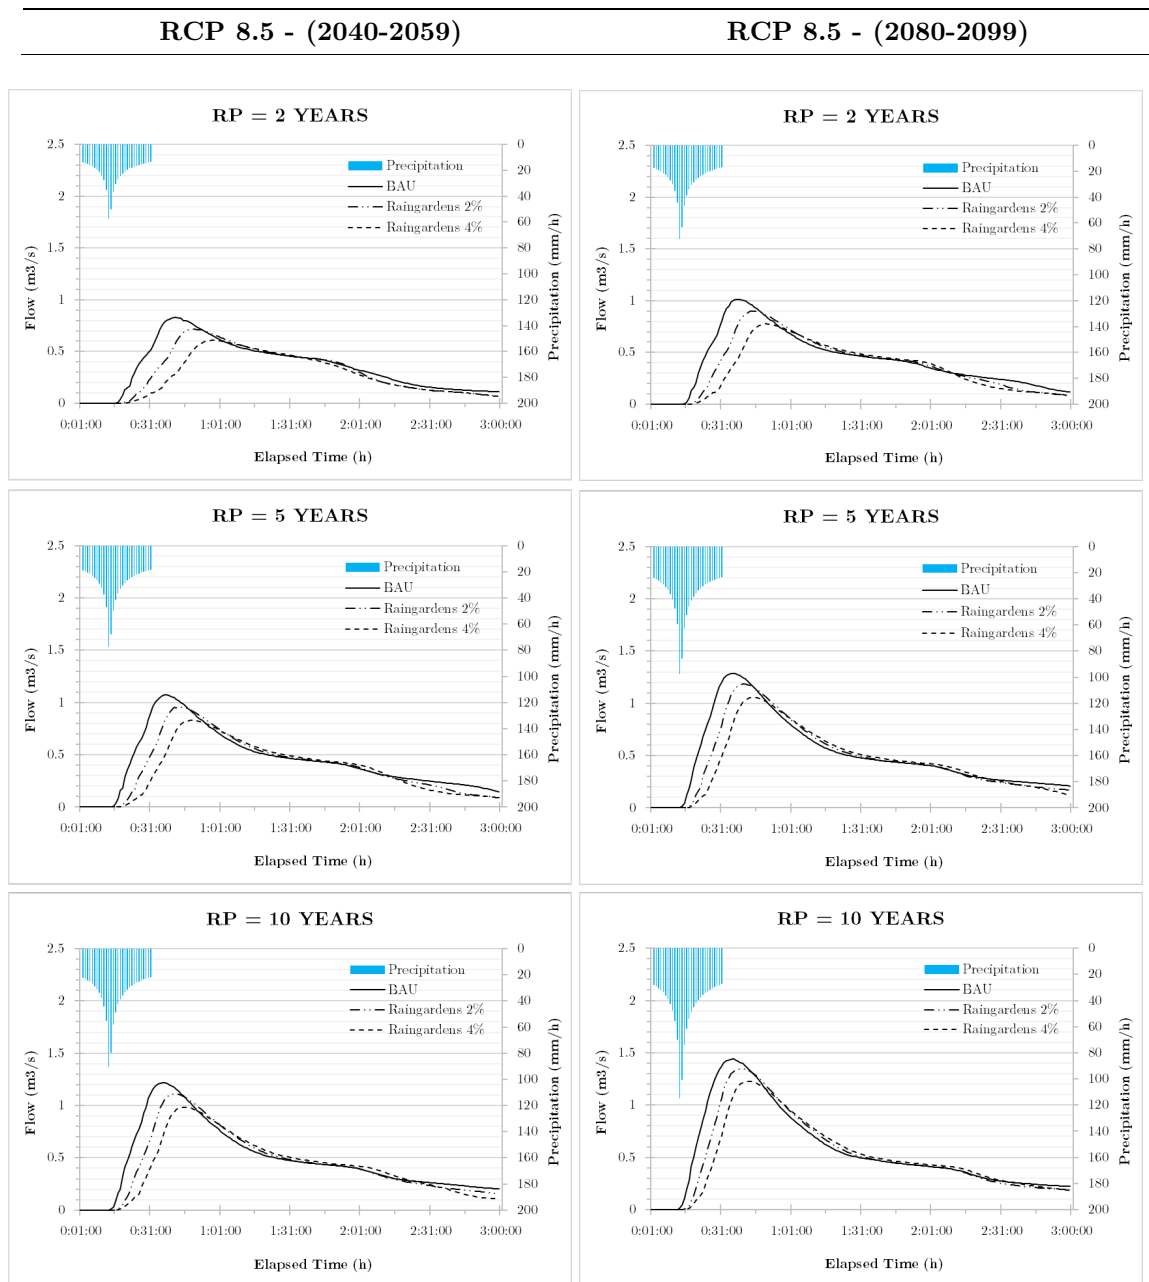 RCP 8.5 - (2040-2059)
RCP 8.5 - (2080-2099)
RP = 2 YEARS
2.5
2
1.5
1
0.5
0
Flow (m3/s)
0
20
40
60
80
100
120
140
160
180
200
Precipitation (mm/h)
Precipitation
BAU
Raingardens 2%
Raingardens 4%
0:01:00 0:31:00 1:01:00 1:31:00 2:01:00 2:31:00 3:00:00
Elapsed Time (h)
RP = 2 YEARS
2.5
2
1.5
1
0.5
0
Flow (m3/s)
0
20
40
60
80
100
120
140
160
180
200
Precipitation (mm/h)
Precipitation
BAU
Raingardens 2%
Raingardens 4%
0:01:00 0:31:00 1:01:00 1:31:00 2:01:00 2:31:00 3:00:00
Elapsed Time (h)
RP = 5 YEARS
2.5
2
1.5
1
0.5
0
Flow (m3/s)
0
20
40
60
80
100
120
140
160
180
200
Precipitation (mm/h)
Precipitation
BAU
Raingardens 2%
Raingardens 4%
0:01:00 0:31:00 1:01:00 1:31:00 2:01:00 2:31:00 3:00:00
Elapsed Time (h)
RP = 5 YEARS
2.5
2
1.5
1
0.5
0
Flow (m3/s)
0
20
40
60
80
100
120
140
160
180
200
Precipitation (mm/h)
Precipitation
BAU
Raingardens 2%
Raingardens 4%
0:01:00 0:31:00 1:01:00 1:31:00 2:01:00 2:31:00 3:00:00
Elapsed Time (h)
RP = 10 YEARS
2.5
2
1.5
1
0.5
0
Flow (m3/s)
0
20
40
60
80
100
120
140
160
180
200
Precipitation (mm/h)
Precipitation
BAU
Raingardens 2%
Raingardens 4%
0:01:00 0:31:00 1:01:00 1:31:00 2:01:00 2:31:00 3:00:00
Elapsed Time (h)
RP = 10 YEARS
2.5
2
1.5
1
0.5
0
Flow (m3/s)
0
20
40
60
80
100
120
140
160
180
200
Precipitation (mm/h)
Precipitation
BAU
Raingardens 2%
Raingardens 4%
0:01:00 0:31:00 1:01:00 1:31:00 2:01:00 2:31:00 3:00:00
Elapsed Time (h)